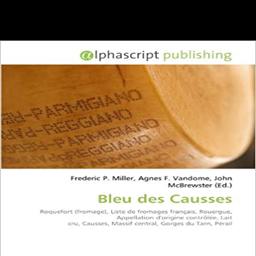 alphascript publishing
PARMIGIANO
REGGIANO
Frederic P. Miller, Agnes F. Vandome, John
McBrewster (Ed.)
Bleu des Causses
Roquefort (fromage), Liste de fromages français, Rouergue,
Appellation d'origine contrôlée, Lait
cru, Causses, Massif central, Gorges du Tarn, Pérail